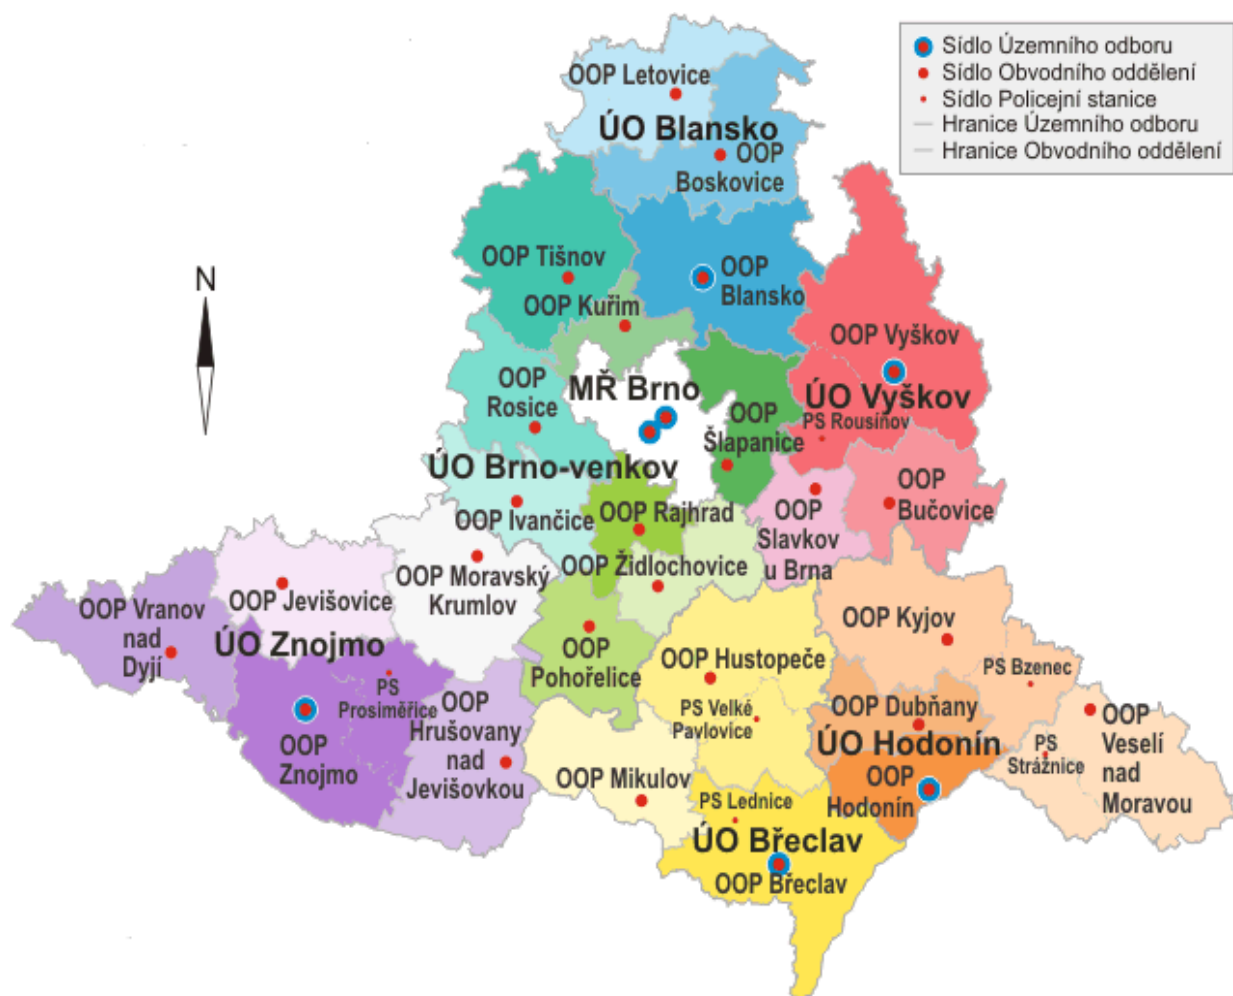 Sídlo Územního odboru
Sídlo Obvodního oddělení
Sídlo Policejní stanice
Hranice Územního odboru
Hranice Obvodního oddělení
N
OOP Letovice
ÚO Blansko
OOP
Boskovice
OOP Tišnov
OOP
Blansko
OOP Kuřim
OOP Vyškov
MŘ Brno
OOP
Rosice
ÚO Vyškov
OOP
Šlapanice
PS Rousínov
ÚO Brno-venkov
OOP
Bučovice
OOP Ivančice
OOP Rajhrad
OOP
Slavkov
u Brna
OOP Židlochovice
OOP Moravský
Krumlov
OOP Jevišovice
OOP Vranov
nad
Dyjí
ÚO Znojmo
OOP Kyjov
OOP
Pohořelice
OOP Hustopeče
PS Bzenec
PS
Prosiměřice
OOP
Hrušovany
nad
Jevišovkou
PS Velké
Pavlovice
OOP Dubňany
OOP
Veselí
nad
Moravou
ÚO Hodonín
PS
Strážnice
OOP
Znojmo
OOP Mikulov
OOP
Hodonín
PS Lednice
ÚO Břeclav
OOP Břeclav